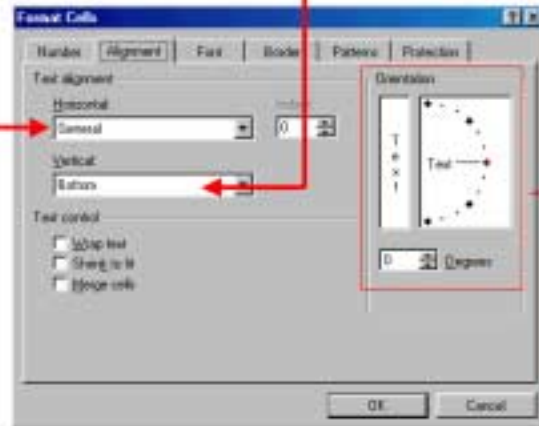 Format Cells
Number Alignment Font Border Patterns Protection
Text alignment
Horizontal:
General
Indent:
0
Vertical:
Bottom
Text control
Wrap text
Shrink to fit
Merge cells
Orientation
Text
Text
0 Degrees
OK Cancel